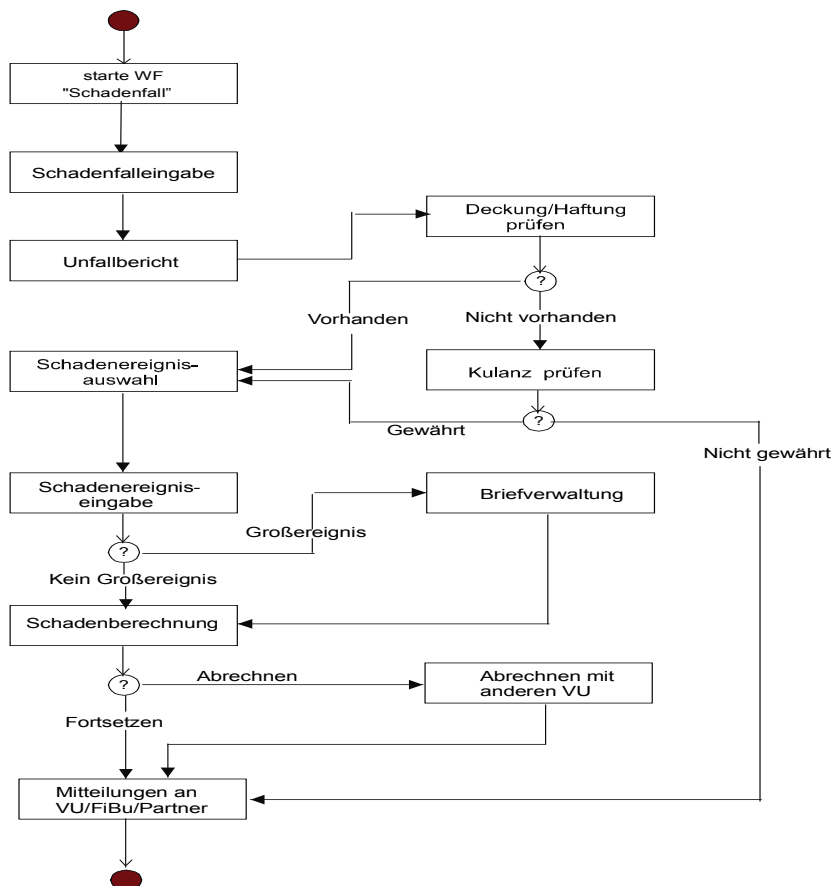 starte WF
"Schadenfall”
Schadenfalleingabe
Deckung/Haftung
prüfen
Unfallbericht
?
Vorhanden
Nicht vorhanden
Schadenereignis-
auswahl
Kulanz prüfen
?
Gewährt
Nicht gewährt
Schadenereignis-
eingabe
Briefverwaltung
Großereignis
?
Kein Großereignis
Schadenberechnung
Abrechnen
Abrechnen mit
anderen VU
?
Fortsetzen
Mitteilungen an
VU/FiBu/Partner